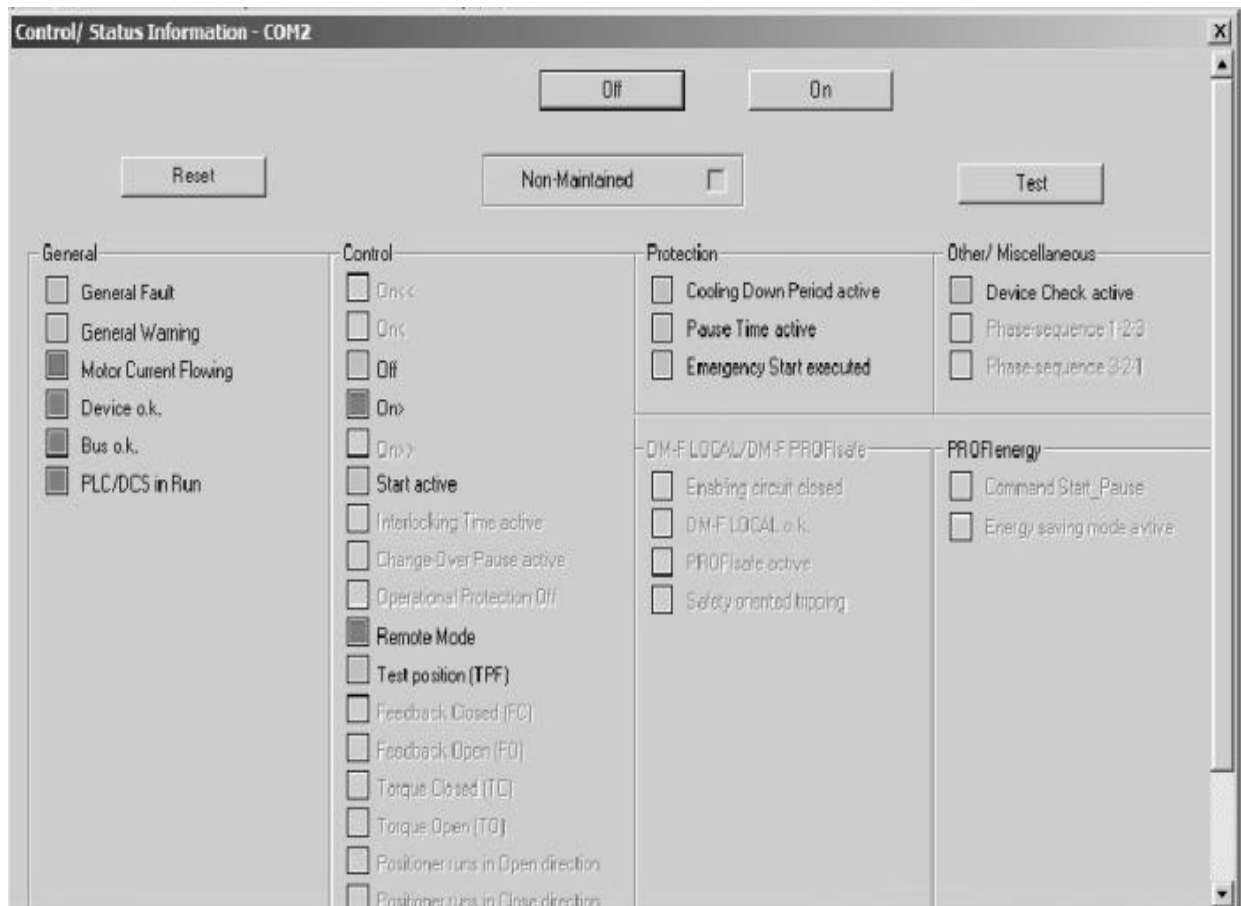 Control/ Status Information - COM2
X
Off
On
Reset
Non-Maintained
Test
General
General Fault
General Warning
Motor Current Flowing
Device o.k.
Bus o.k.
PLC/DCS in Run
Control
On<<
On<
Off
On>
On>>
Start active
Interlocking Time active
Change-Over Pause active
Operational Protection Off
Remote Mode
Test position (TPF)
Feedback Closed (FC)
Feedback Open (FO)
Torque Closed (TC)
Torque Open (TO)
Positioner runs in Open direction
Positioner runs in Close direction
Protection
Cooling Down Period active
Pause Time active
Emergency Start executed
Other/ Miscellaneous
Device Check active
Phase-sequence 1-2-3
Phase-sequence 3-2-1
DM-F LOCAL/DM-F PROFIsafe
Enabling circuit closed
DM-F LOCAL o.k.
PROFIsafe active
Safety-oriented tripping
PROFIenergy
Command Start_Pause
Energy saving mode avtive